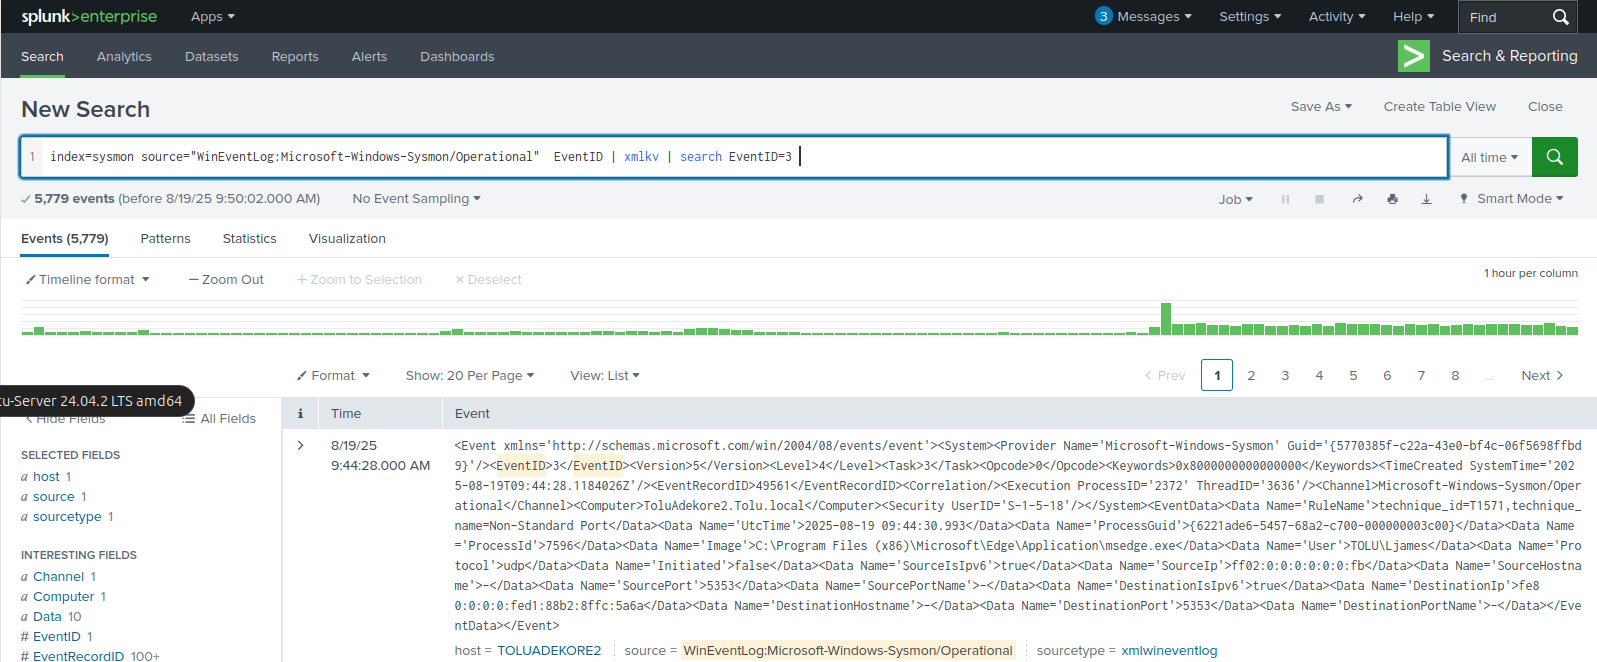 splunk>enterprise Apps 3 Messages Settings Activity Help Find
Search Analytics Datasets Reports Alerts Dashboards Search & Reporting
New Search Save As Create Table View Close
1 index=sysmon source="WinEventLog:Microsoft-Windows-Sysmon/Operational" EventID | xmlkv | search EventID=3 All time
5,779 events (before 8/19/25 9:50:02.000 AM) No Event Sampling Job Smart Mode
Events (5,779) Patterns Statistics Visualization
Timeline format — Zoom Out + Zoom to Selection × Deselect 1 hour per column
Format Show: 20 Per Page View: List < Prev 1 2 3 4 5 6 7 8 ... Next >
cu-Server 24.04.2 LTS amd64
< Hide Fields All Fields
i Time Event
SELECTED FIELDS
a host 1
a source 1
a sourcetype 1
INTERESTING FIELDS
a Channel 1
a Computer 1
a Data 10
# EventID 1
# EventRecordID 100+
> 8/19/25
9:44:28.000 AM
<Event xmlns='http://schemas.microsoft.com/win/2004/08/events/event'><System><Provider Name='Microsoft-Windows-Sysmon' Guid='{5770385f-c22a-43e0-bf4c-06f5698ffbd
9}'/><EventID>3</EventID><Version>5</Version><Level>4</Level><Task>3</Task><Opcode>0</Opcode><Keywords>0x8000000000000000</Keywords><TimeCreated SystemTime='202
5-08-19T09:44:28.1184026Z'/><EventRecordID>49561</EventRecordID><Correlation/><Execution ProcessID='2372' ThreadID='3636'/><Channel>Microsoft-Windows-Sysmon/Oper
ational</Channel><Computer>ToluAdekore2.Tolu.local</Computer><Security UserID='S-1-5-18'/></System><EventData><Data Name='RuleName'>technique_id=T1571,technique_
name=Non-Standard Port</Data><Data Name='UtcTime'>2025-08-19 09:44:30.993</Data><Data Name='ProcessGuid'>{6221ade6-5457-68a2-c700-000000003c00}</Data><Data Name
='ProcessId'>7596</Data><Data Name='Image'>C:\Program Files (x86)\Microsoft\Edge\Application\msedge.exe</Data><Data Name='User'>TOLU\Ljames</Data><Data Name='Pro
tocol'>udp</Data><Data Name='Initiated'>false</Data><Data Name='SourceIsIpv6'>true</Data><Data Name='SourceIp'>ff02:0:0:0:0:0:0:fb</Data><Data Name='SourceHostna
me'>-</Data><Data Name='SourcePort'>5353</Data><Data Name='SourcePortName'>-</Data><Data Name='DestinationIsIpv6'>true</Data><Data Name='DestinationIp'>fe8
0:0:0:0:fed1:88b2:8ffc:5a6a</Data><Data Name='DestinationHostname'>-</Data><Data Name='DestinationPort'>5353</Data><Data Name='DestinationPortName'>-</Data></Eve
ntData></Event>
host = TOLUADEKORE2 source = WinEventLog:Microsoft-Windows-Sysmon/Operational sourcetype = xmlwineventlog